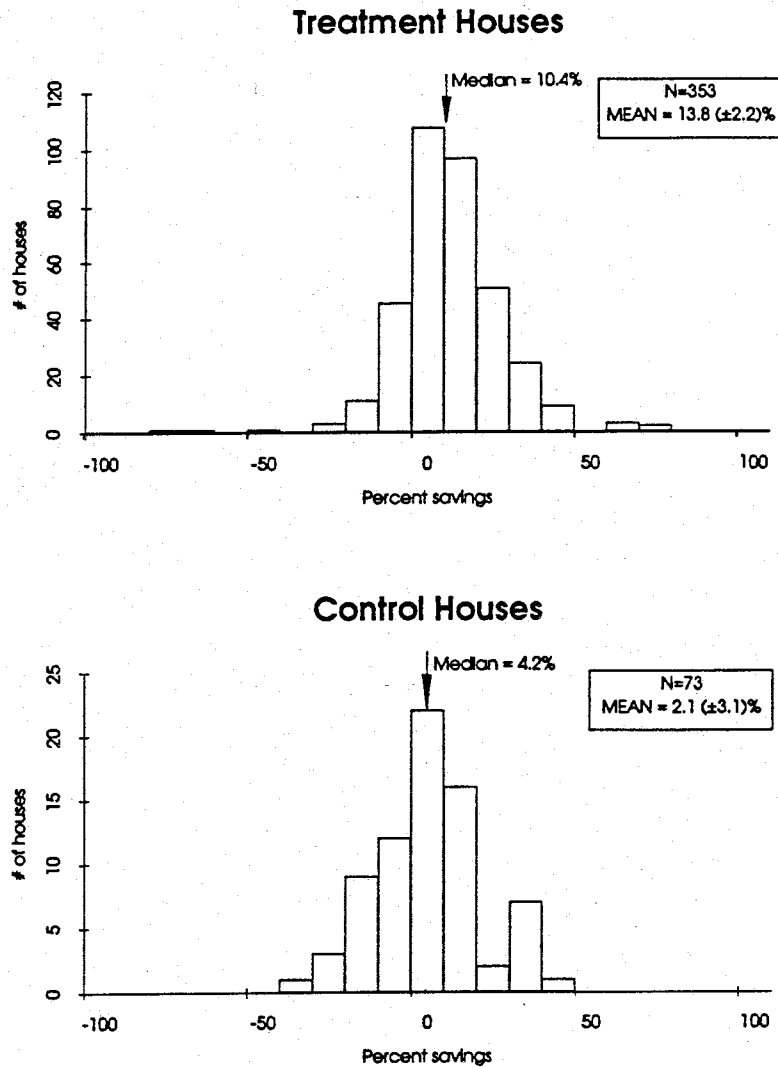 Treatment Houses
Median = 10.4%
N=353
MEAN = 13.8 (±2.2)%
120
100
80
60
40
20
0
# of houses
-100
-50
0
50
100
Percent savings
Control Houses
Median = 4.2%
N=73
MEAN = 2.1 (±3.1)%
25
20
15
10
5
0
# of houses
-100
-50
0
50
100
Percent savings